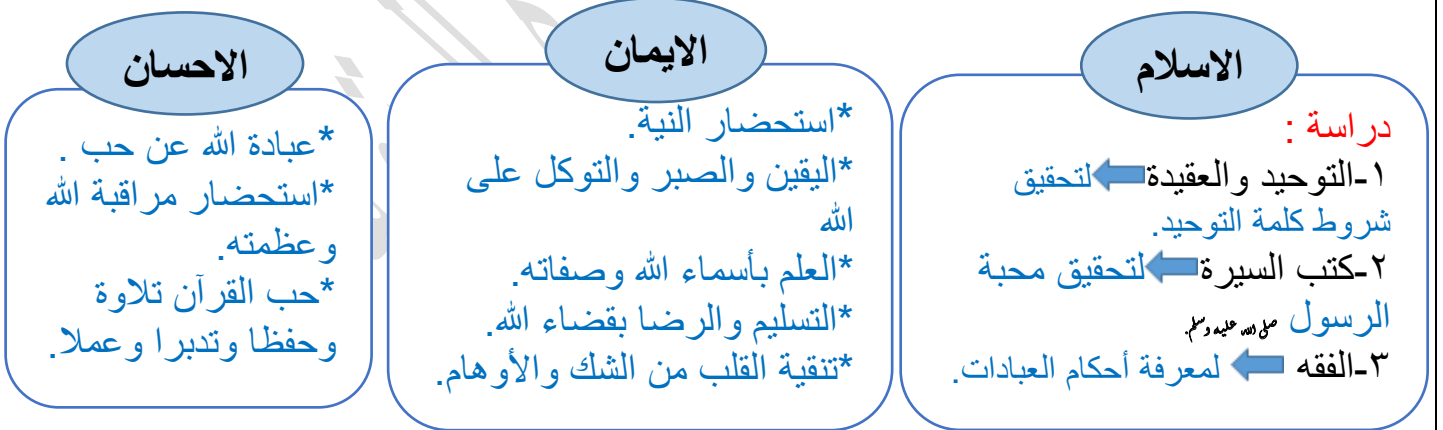 الاسلام
دراسة :
١-التوحيد والعقيدة لتحقيق
شروط كلمة التوحيد.
٢-كتب السيرة لتحقيق محبة
الرسول صلى الله عليه وسلم.
٣-الفقه لمعرفة أحكام العبادات.
الايمان
*استحضار النية.
*اليقين والصبر والتوكل على
الله
*العلم بأسماء الله وصفاته.
*التسليم والرضا بقضاء الله.
*تنقية القلب من الشك والأوهام.
الاحسان
*عبادة الله عن حب .
*استحضار مراقبة الله
وعظمته.
*حب القرآن تلاوة
وحفظا وتدبرا وعملا.